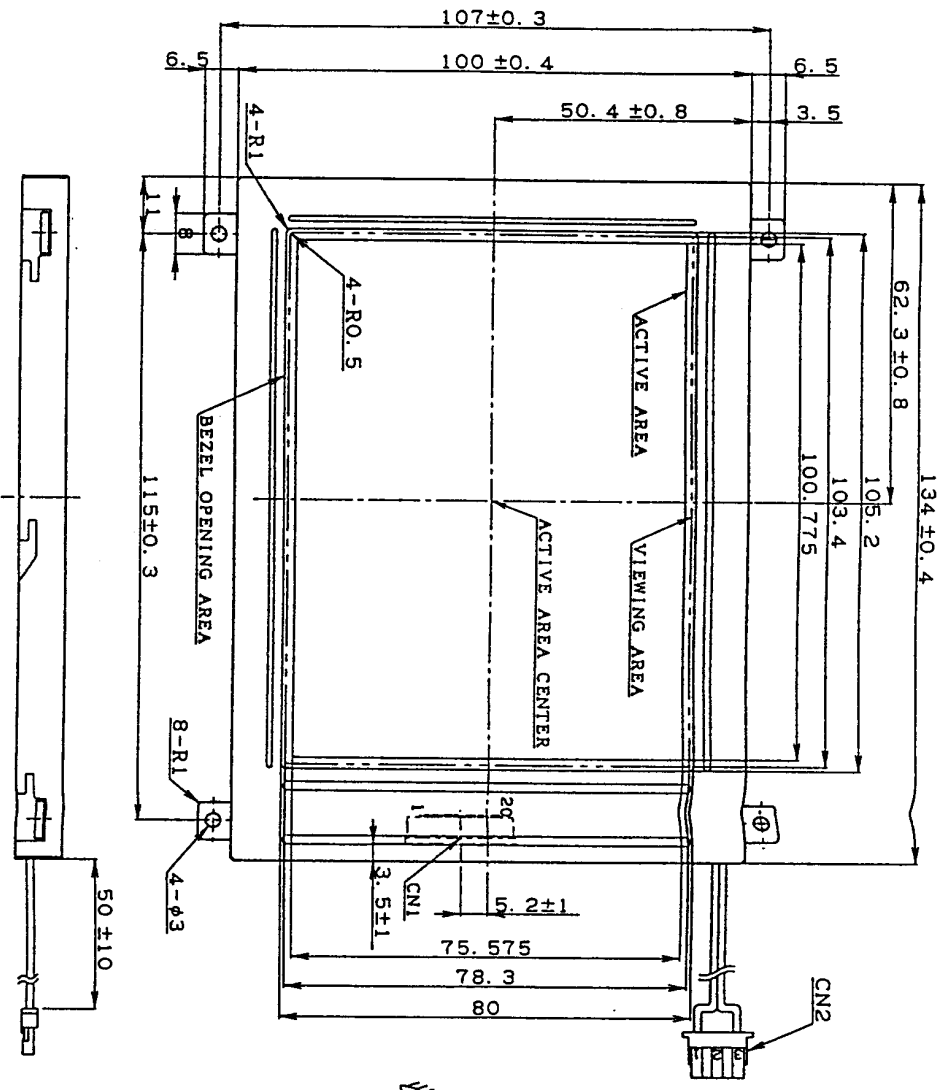 107±0.3
6.5
100±0.4
6.5
50.4±0.8
3.5
4-R1
11
8
4-R0.5
ACTIVE AREA
62.3±0.8
134±0.4
105.2
103.4
100.775
VIEWING AREA
ACTIVE AREA CENTER
BEZEL OPENING AREA
115±0.3
8-R1
4-φ3
1
20
CN1
3.5±1
5.2±1
75.575
78.3
80
50±10
CN2
1
2
3